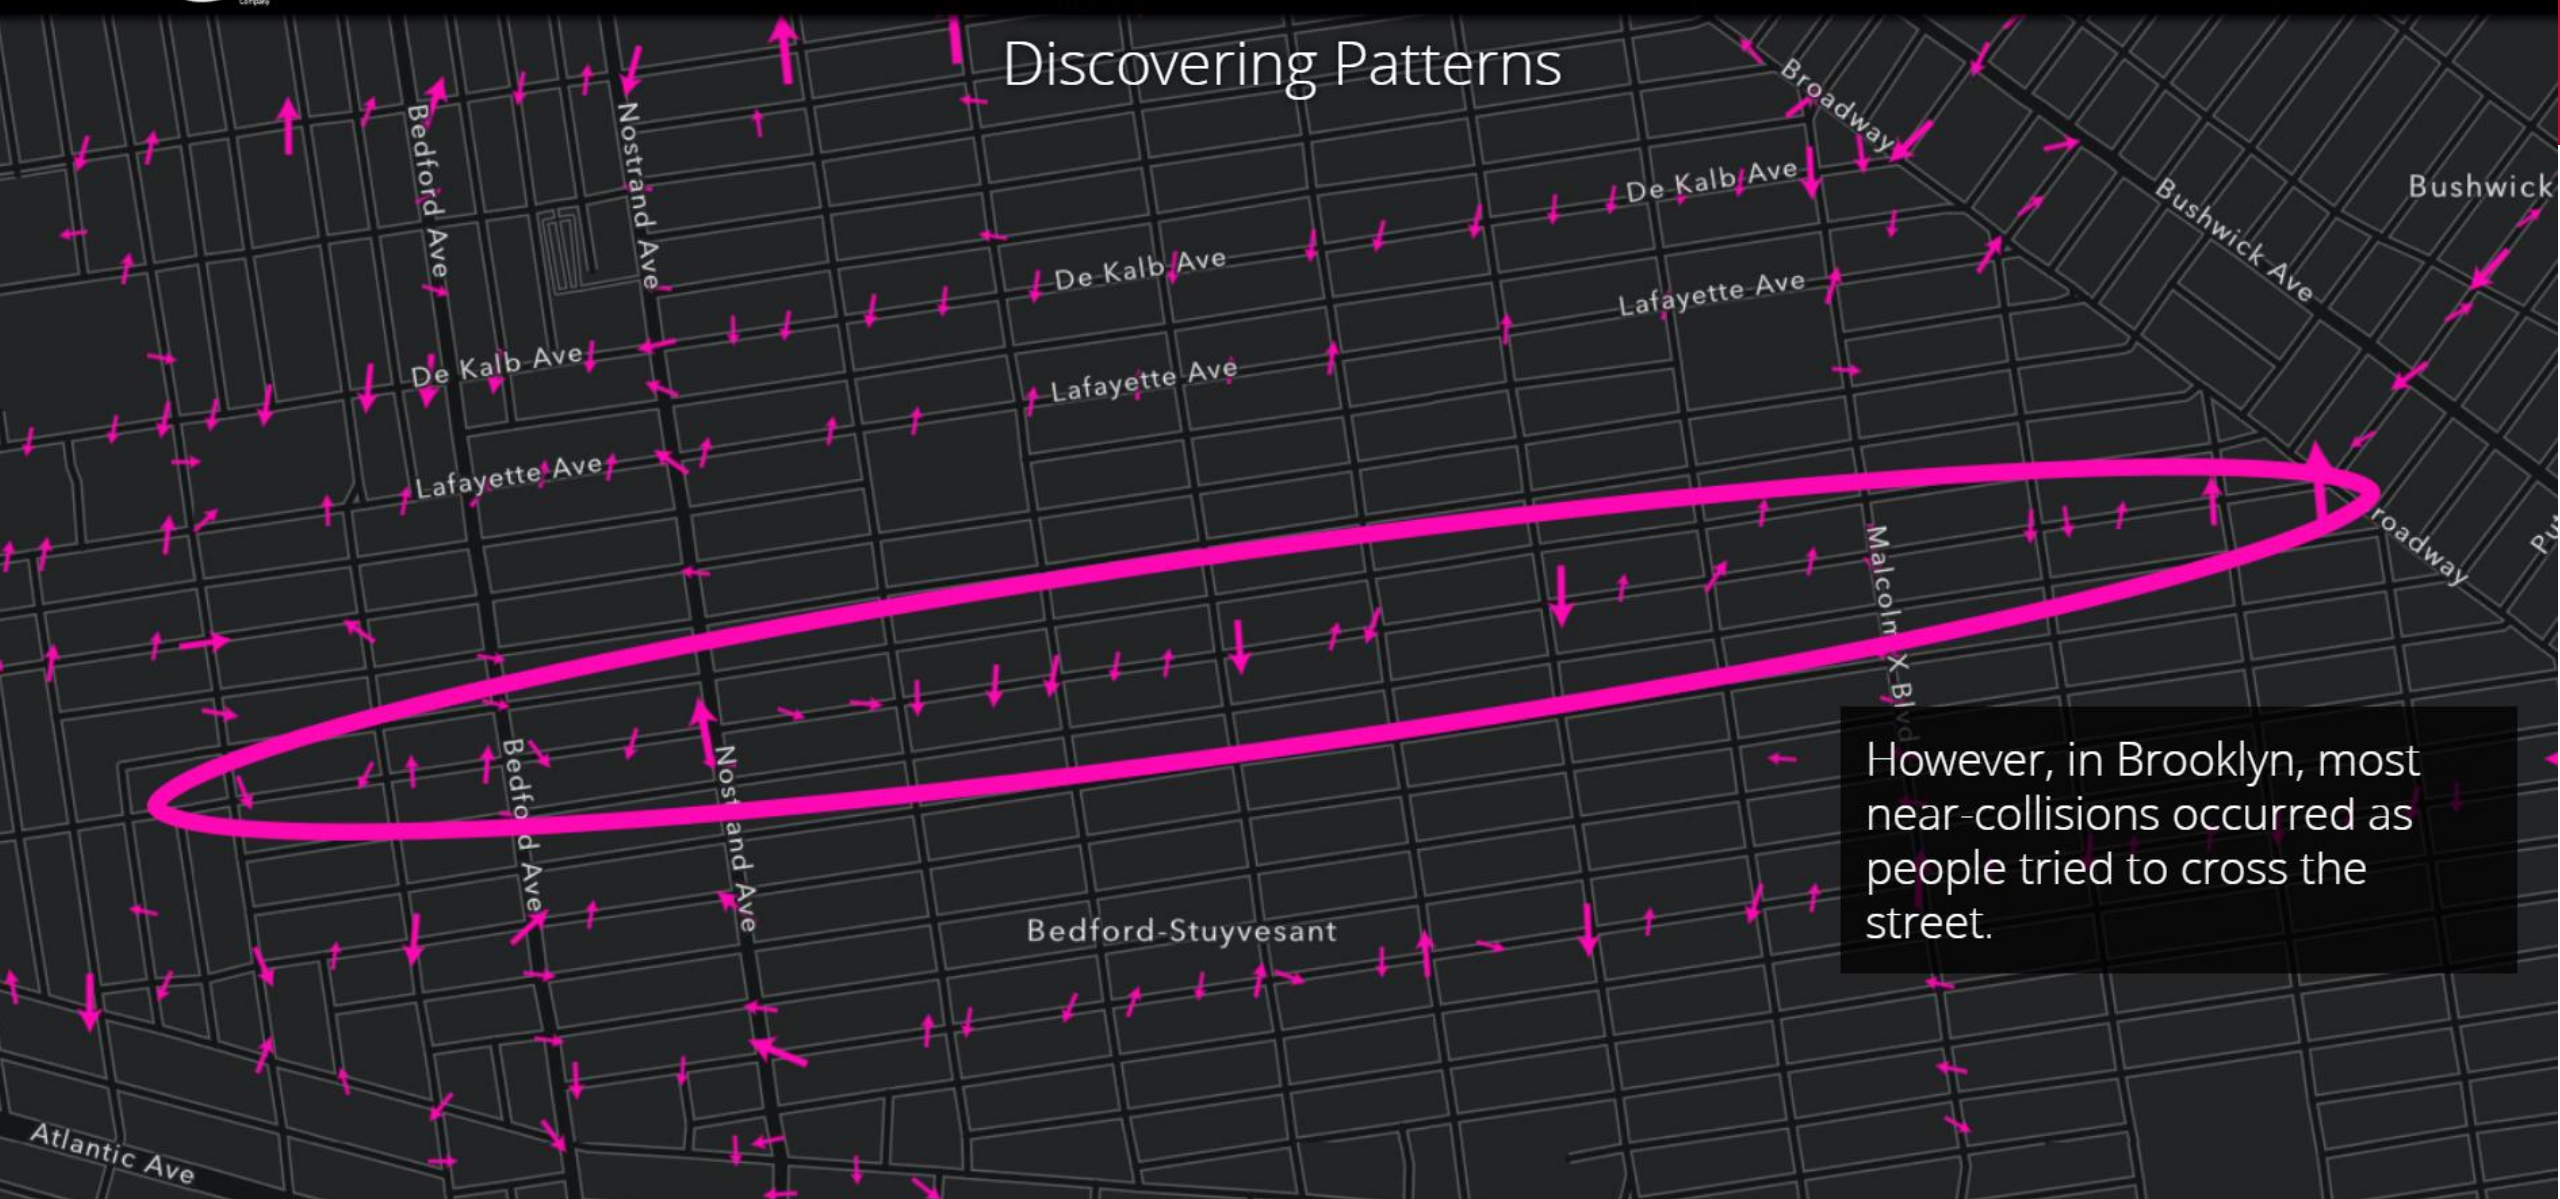 Company
Discovering Patterns
Broadway
Bedford Ave
Nostrand Ave
De Kalb Ave
Bushwick
Bushwick Ave
De Kalb Ave
Lafayette Ave
De Kalb Ave
Lafayette Ave
Lafayette Ave
roadway
Pu
Malcolm X Blvd
Bedford Ave
Nostrand Ave
However, in Brooklyn, most
near-collisions occurred as
people tried to cross the
street.
Bedford-Stuyvesant
Atlantic Ave